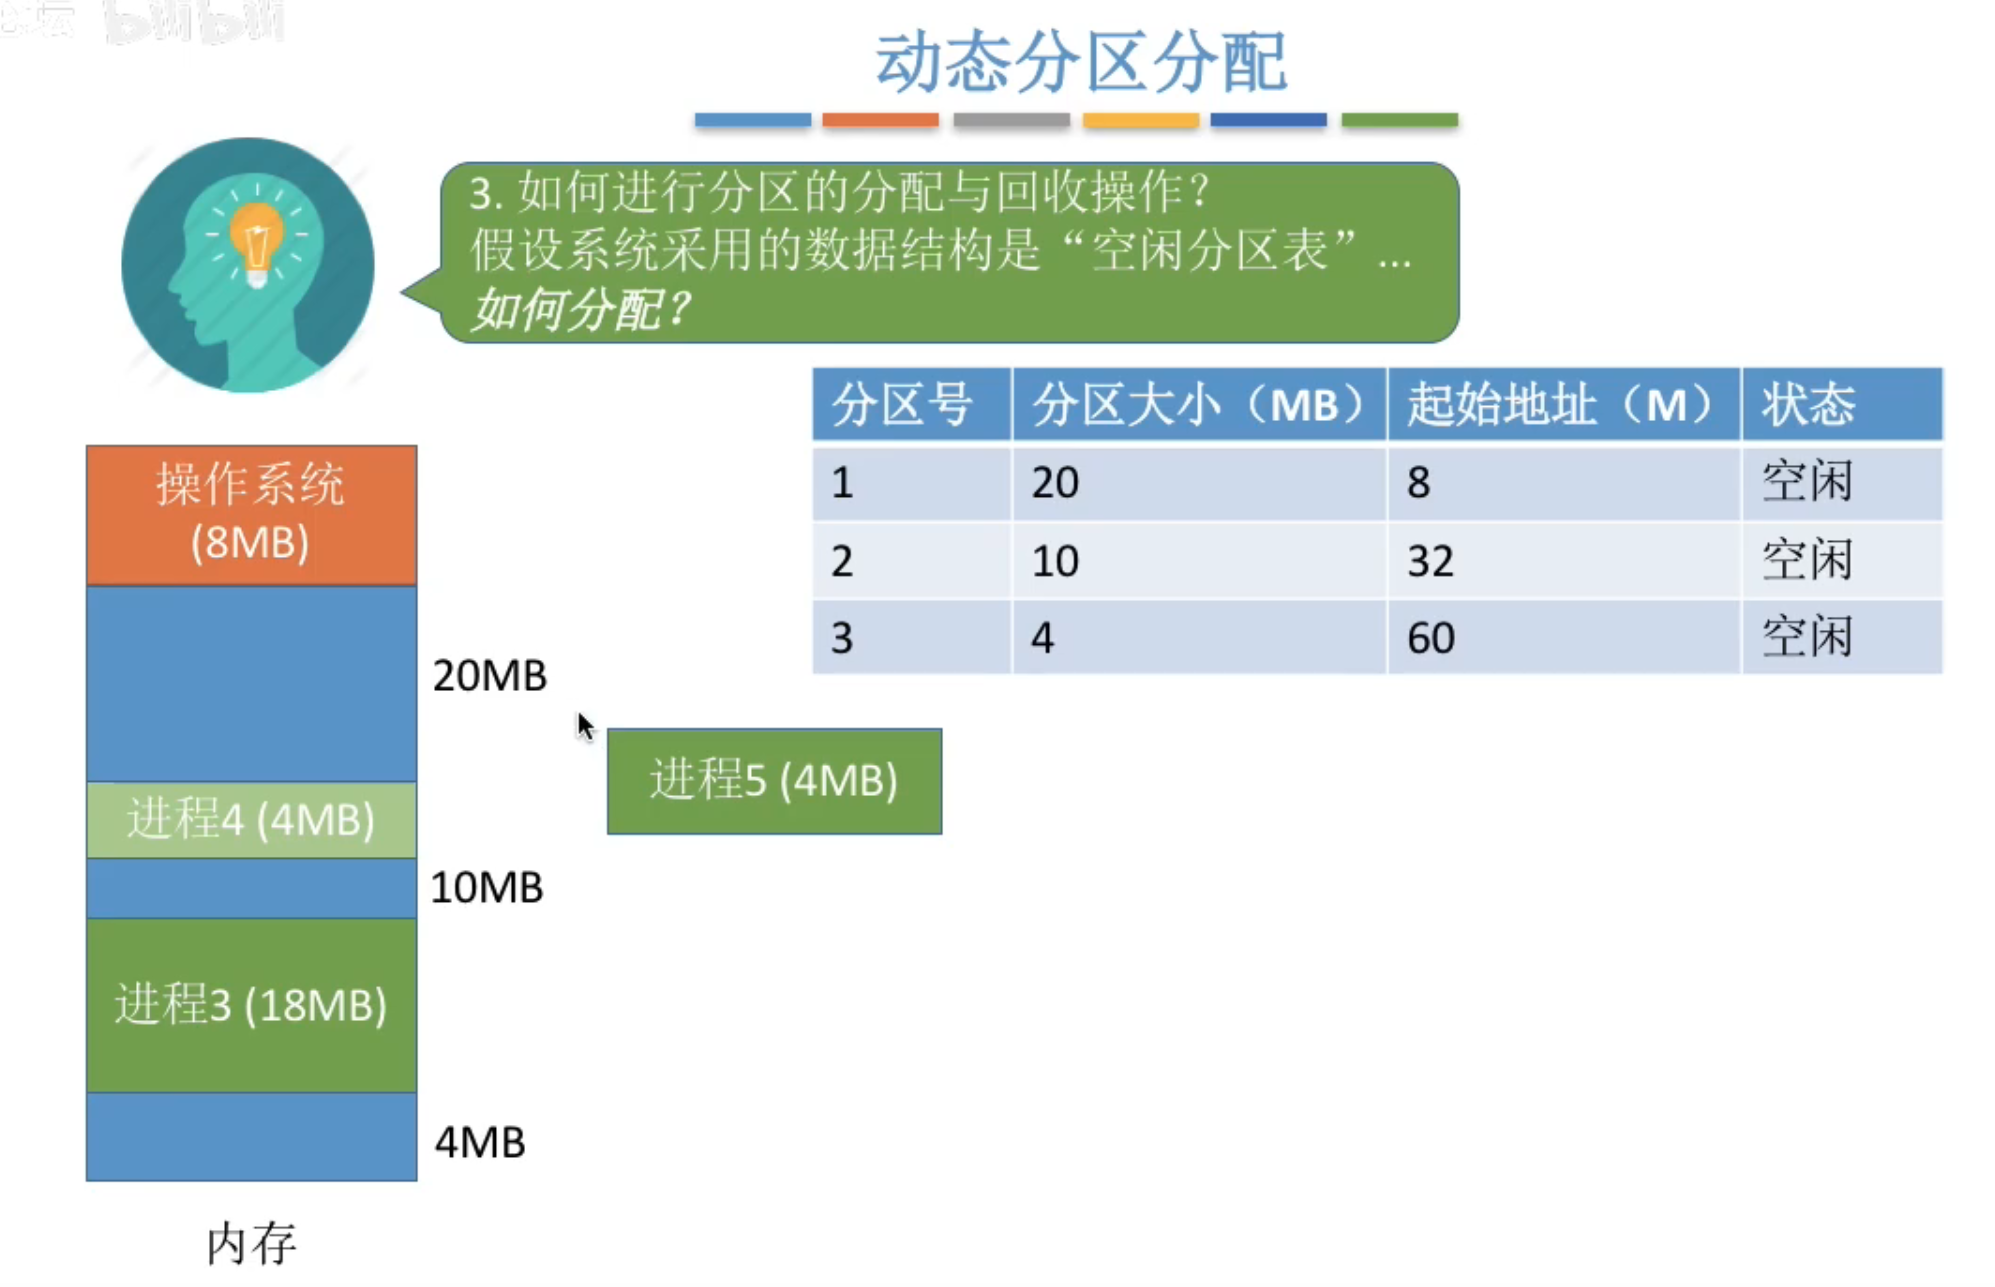 bilibili
动态分区分配
3. 如何进行分区的分配与回收操作？
假设系统采用的数据结构是“空闲分区表”...
如何分配？
分区号 分区大小（MB） 起始地址（M） 状态
1 20 8 空闲
2 10 32 空闲
3 4 60 空闲
操作系统
(8MB)
20MB
进程5 (4MB)
进程4 (4MB)
10MB
进程3 (18MB)
4MB
内存